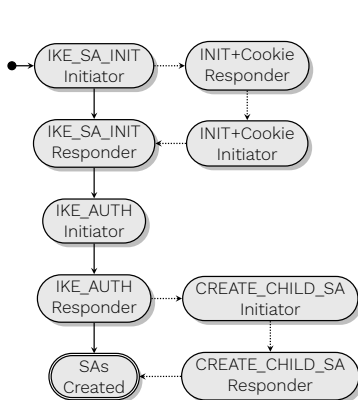 IKE_SA_INIT
Initiator
INIT+Cookie
Responder
IKE_SA_INIT
Responder
INIT+Cookie
Initiator
IKE_AUTH
Initiator
IKE_AUTH
Responder
CREATE_CHILD_SA
Initiator
SAs
Created
CREATE_CHILD_SA
Responder